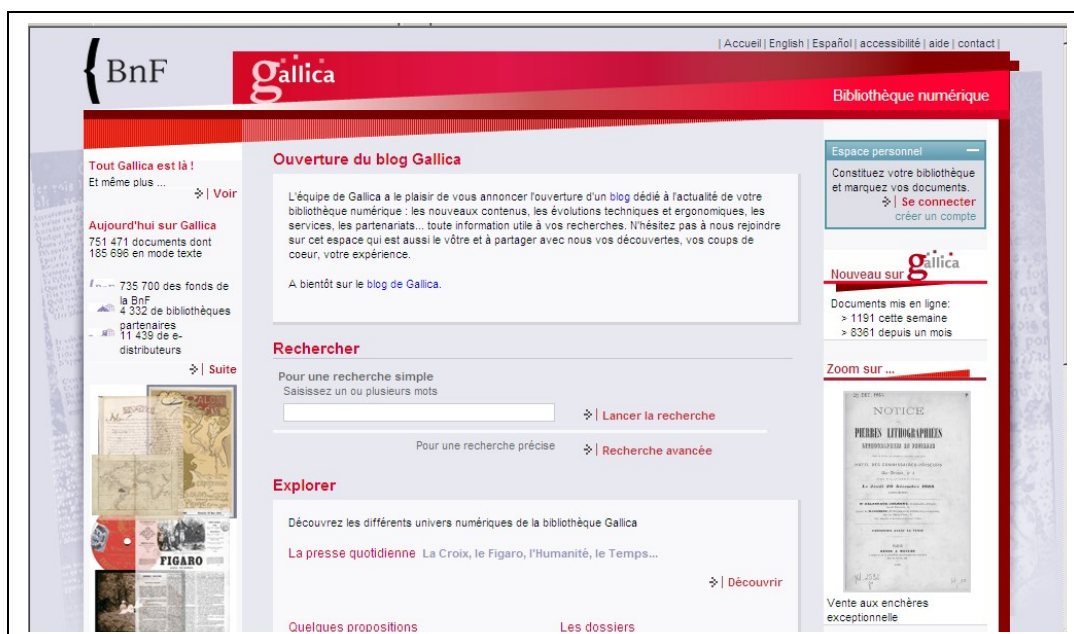 | Accueil | English | Español | accessibilité | aide | contact |
BnF
gallica
Bibliothèque numérique
Tout Gallica est là !
Et même plus ...
Voir
Aujourd'hui sur Gallica
751 471 documents dont
185 696 en mode texte
735 700 des fonds de
la BnF
4 332 de bibliothèques
partenaires
11 439 de e-
distributeurs
Suite
FIGARO
Ouverture du blog Gallica
L'équipe de Gallica a le plaisir de vous annoncer l'ouverture d'un blog dédié à l'actualité de votre
bibliothèque numérique : les nouveaux contenus, les évolutions techniques et ergonomiques, les
services, les partenariats... toute information utile à vos recherches. N'hésitez pas à nous rejoindre
sur cet espace qui est aussi le vôtre et à partager avec nous vos découvertes, vos coups de
coeur, votre expérience.
A bientôt sur le blog de Gallica.
Rechercher
Pour une recherche simple
Saisissez un ou plusieurs mots
Lancer la recherche
Pour une recherche précise
Recherche avancée
Explorer
Découvrez les différents univers numériques de la bibliothèque Gallica
La presse quotidienne La Croix, le Figaro, l'Humanité, le Temps...
Découvrir
Quelques propositions
Les dossiers
Espace personnel
Constituez votre bibliothèque
et marquez vos documents.
Se connecter
créer un compte
Nouveau sur gallica
Documents mis en ligne:
> 1191 cette semaine
> 8361 depuis un mois
Zoom sur ...
NOTICE
PIERRES LITHOGRAPHIEES
Vente aux enchères
exceptionnelle